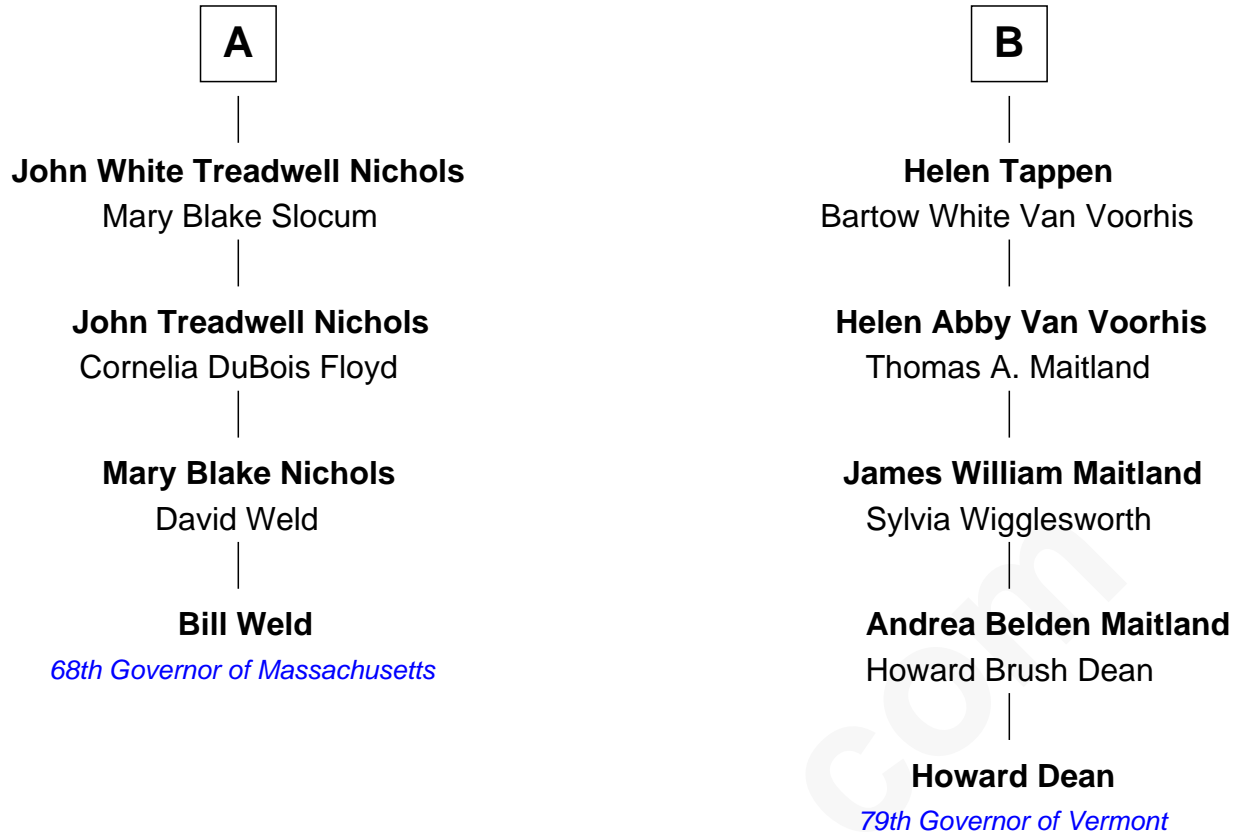 A
John White Treadwell Nichols
Mary Blake Slocum
John Treadwell Nichols
Cornelia DuBois Floyd
Mary Blake Nichols
David Weld
Bill Weld
68th Governor of Massachusetts
B
Helen Tappen
Bartow White Van Voorhis
Helen Abby Van Voorhis
Thomas A. Maitland
James William Maitland
Sylvia Wigglesworth
Andrea Belden Maitland
Howard Brush Dean
Howard Dean
79th Governor of Vermont
com